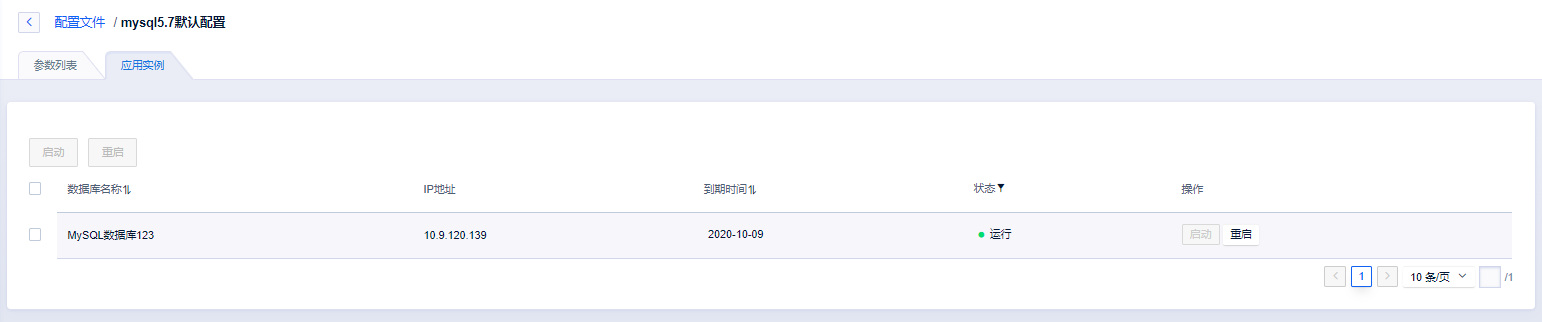 配置文件 / mysql5.7默认配置
参数列表 应用实例
启动 重启
数据库名称 IP地址 到期时间 状态 操作
MySQL数据库123 10.9.120.139 2020-10-09 运行 启动 重启
1 10 条/页 /1